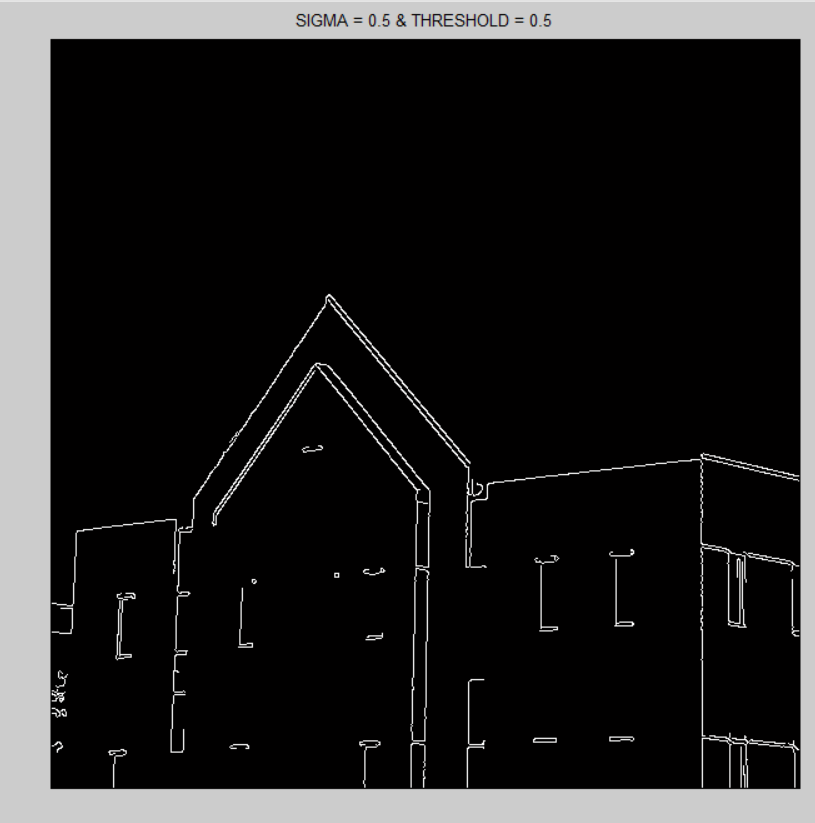 SIGMA = 0.5 & THRESHOLD = 0.5